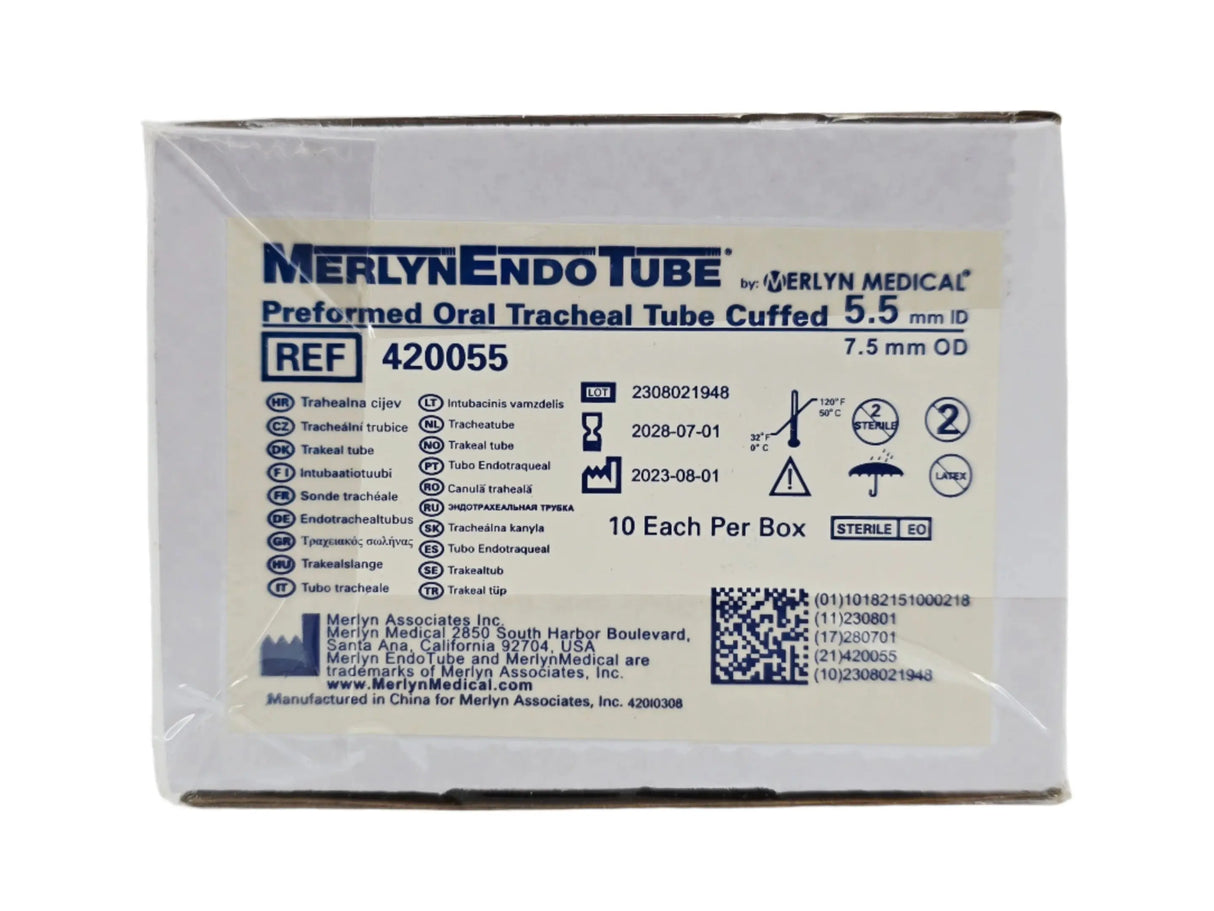 MERLYNENDOTUBE® by: MERLYN MEDICAL®
Preformed Oral Tracheal Tube Cuffed 5.5 mm ID
7.5 mm OD
REF 420055
HR Trahealna cijev
CZ Tracheální trubice
DK Trakeal tube
FI Intubaatiotuubi
FR Sonde trachéale
DE Endotrachealtubus
GR Τραχειακός σωλήνας
HU Trakealslange
IT Tubo tracheale
LT Intubacinis vamzdelis
NL Tracheatube
NO Trakeal tube
PT Tubo Endotraqueal
RO Canulă traheală
RU ЭНДОТРАХЕАЛЬНАЯ ТРУБКА
SK Tracheálna kanyla
ES Tubo Endotraqueal
SE Trakealtub
TR Trakeal tüp
LOT 2308021948
2028-07-01
2023-08-01
120°F
50°C
32°F
0°C
2
STERILE
2
!
LATEX
10 Each Per Box
STERILE EO
Merlyn Associates Inc.
Merlyn Medical 2850 South Harbor Boulevard,
Santa Ana, California 92704, USA
Merlyn EndoTube and MerlynMedical are
trademarks of Merlyn Associates, Inc.
www.MerlynMedical.com
Manufactured in China for Merlyn Associates, Inc. 420I0308
(01)10182151000218
(11)230801
(17)280701
(21)420055
(10)2308021948